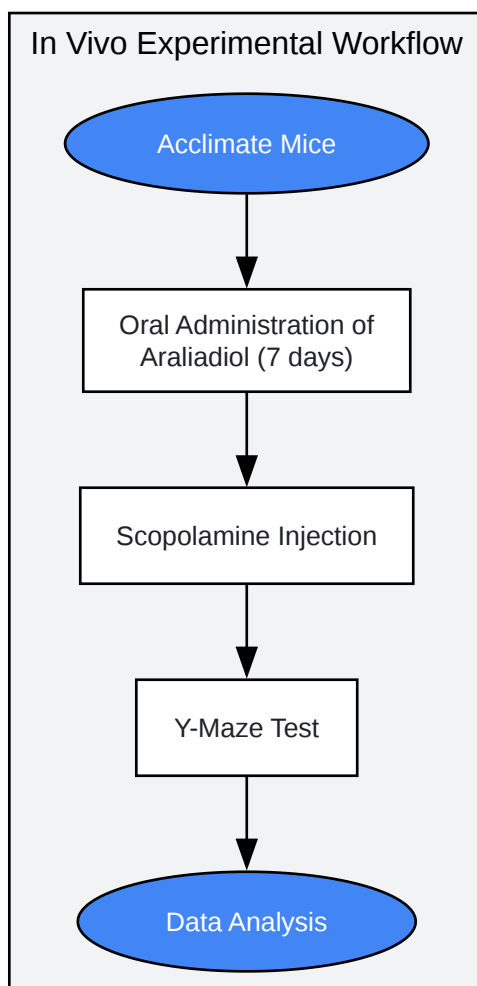 In Vivo Experimental Workflow
Acclimate Mice
Oral Administration of
Araliadiol (7 days)
Scopolamine Injection
Y-Maze Test
Data Analysis